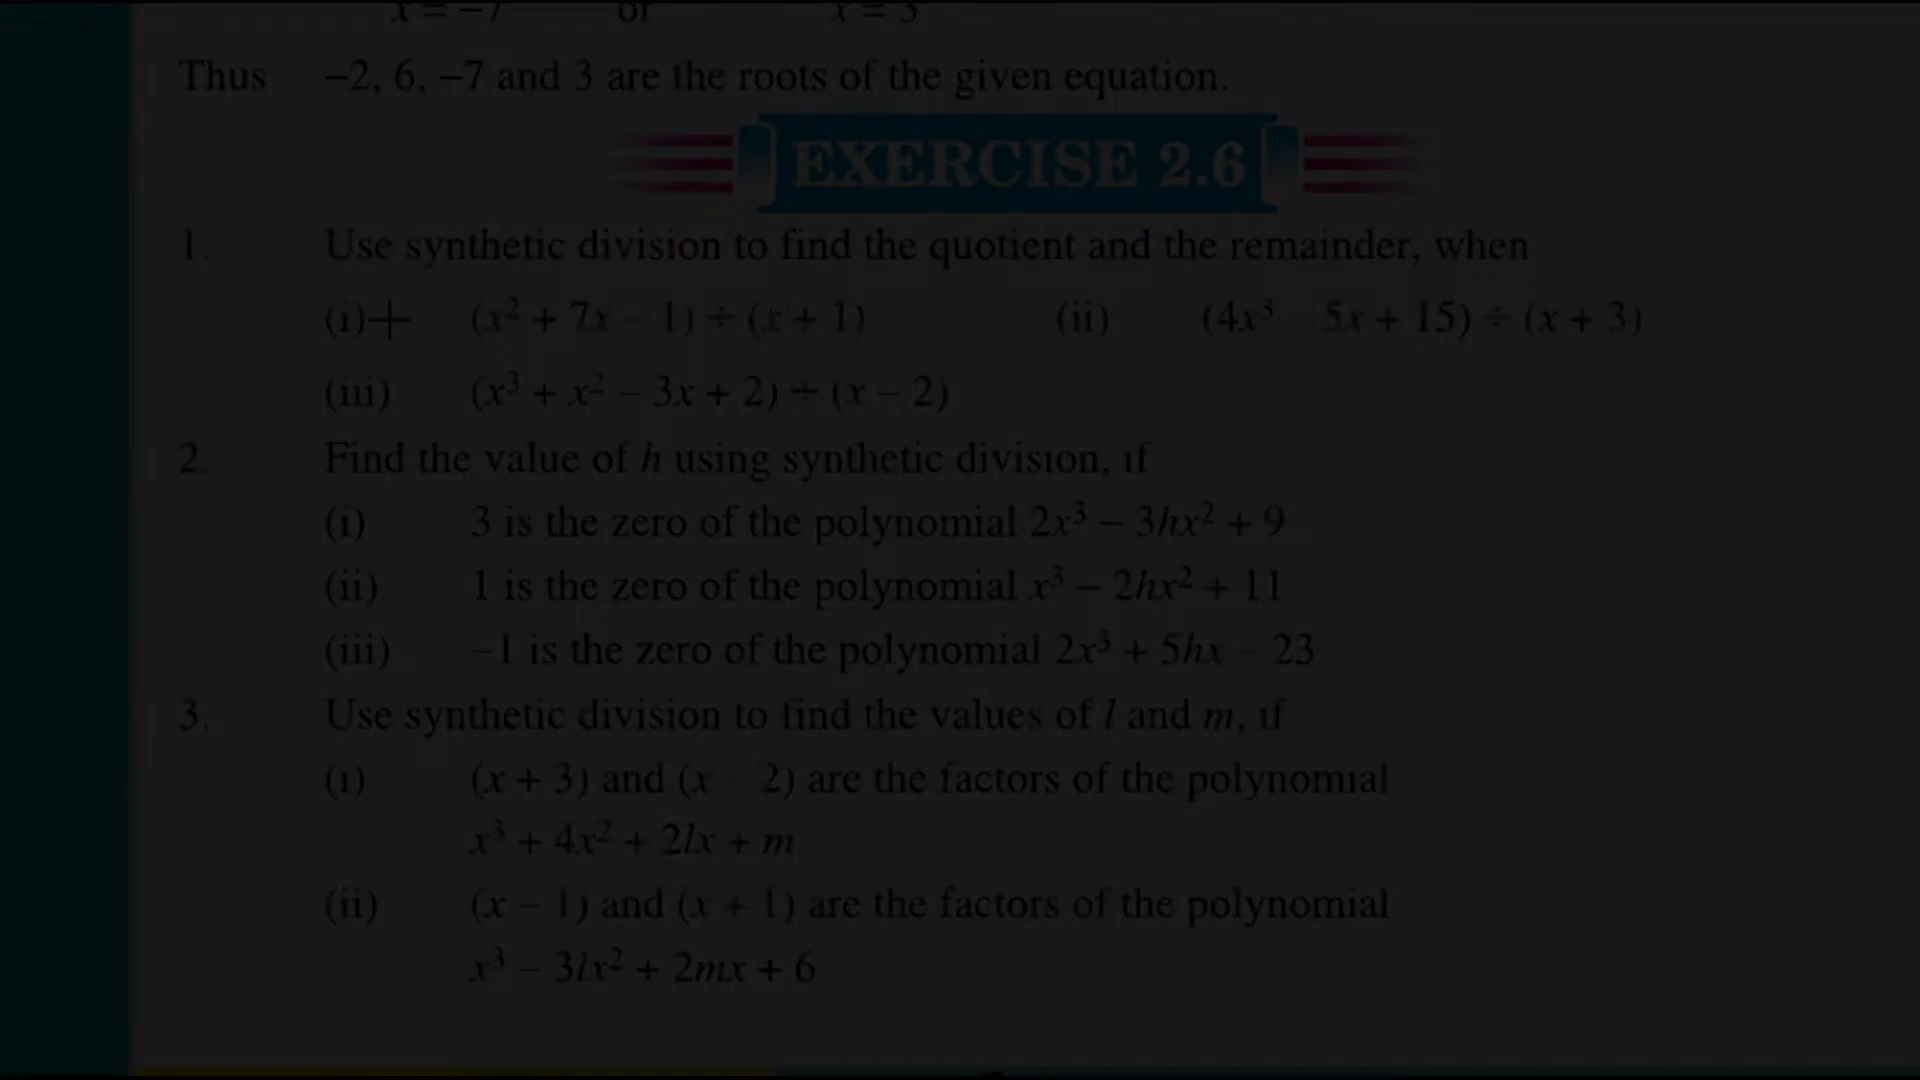 x = −7 or x = 3
Thus −2, 6, −7 and 3 are the roots of the given equation.
EXERCISE 2.6
1. Use synthetic division to find the quotient and the remainder, when
(i)+ (x² + 7x − 1) ÷ (x + 1) (ii) (4x³ − 5x + 15) ÷ (x + 3)
(iii) (x³ + x² − 3x + 2) ÷ (x − 2)
2. Find the value of h using synthetic division, if
(i) 3 is the zero of the polynomial 2x³ − 3hx² + 9
(ii) 1 is the zero of the polynomial x³ − 2hx² + 11
(iii) −1 is the zero of the polynomial 2x³ + 5hx − 23
3. Use synthetic division to find the values of l and m, if
(i) (x + 3) and (x − 2) are the factors of the polynomial
x³ + 4x² + 2lx + m
(ii) (x − 1) and (x + 1) are the factors of the polynomial
x³ − 3lx² + 2mx + 6